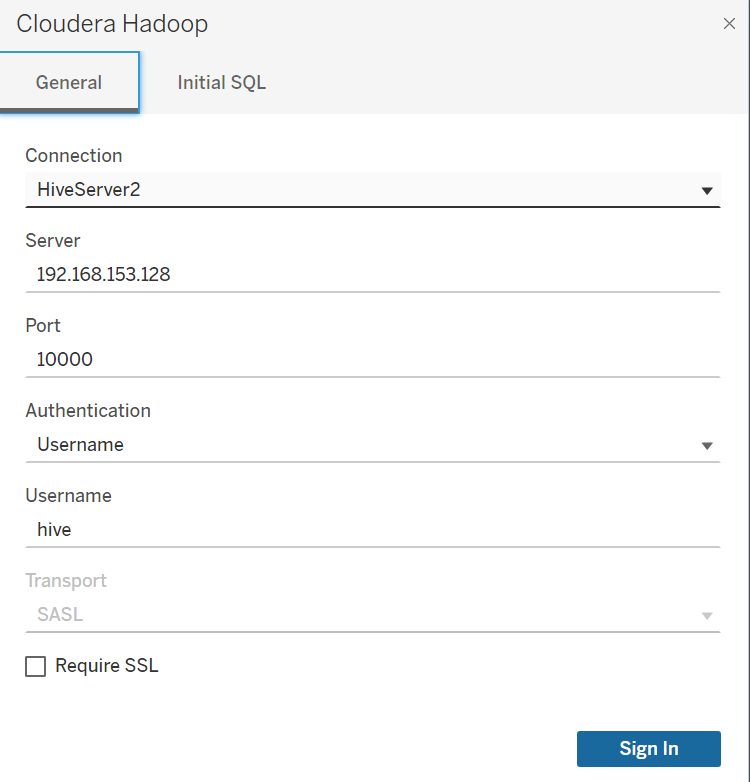 Cloudera Hadoop
General Initial SQL
Connection
HiveServer2
Server
192.168.153.128
Port
10000
Authentication
Username
Username
hive
Transport
SASL
Require SSL
Sign In